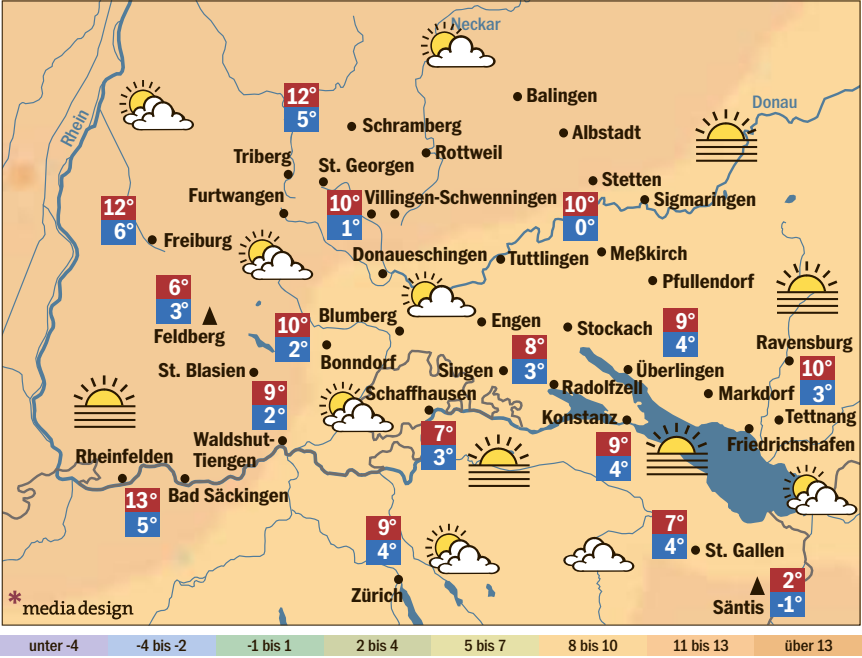 Neckar
Donau
Rhein
12°
5°
Balingen
Schramberg
Albstadt
Rottweil
Triberg
St. Georgen
Furtwangen
10°
1°
Villingen-Schwenningen
10°
0°
Stetten
Sigmaringen
12°
6°
Freiburg
Donaueschingen
Tuttlingen
Meßkirch
Pfullendorf
6°
3°
Feldberg
10°
2°
Blumberg
Bonndorf
Engen
Stockach
9°
4°
Ravensburg
St. Blasien
Singen
8°
3°
Überlingen
10°
3°
9°
2°
Schaffhausen
Radolfzell
Markdorf
Konstanz
Tettnang
Waldshut-
Tiengen
7°
3°
9°
4°
Friedrichshafen
Rheinfelden
Bad Säckingen
13°
5°
9°
4°
Zürich
7°
4°
St. Gallen
2°
-1°
Säntis
*media design
unter -4
-4 bis -2
-1 bis 1
2 bis 4
5 bis 7
8 bis 10
11 bis 13
über 13